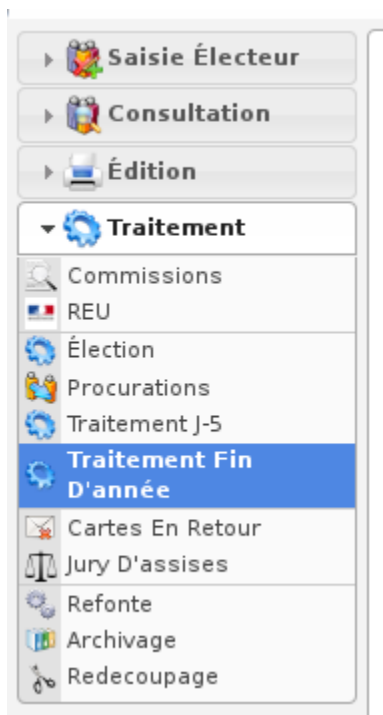 Saisie Électeur
Consultation
Édition
Traitement
Commissions
REU
Élection
Procurations
Traitement J-5
Traitement Fin
D'année
Cartes En Retour
Jury D'assises
Refonte
Archivage
Redecoupage